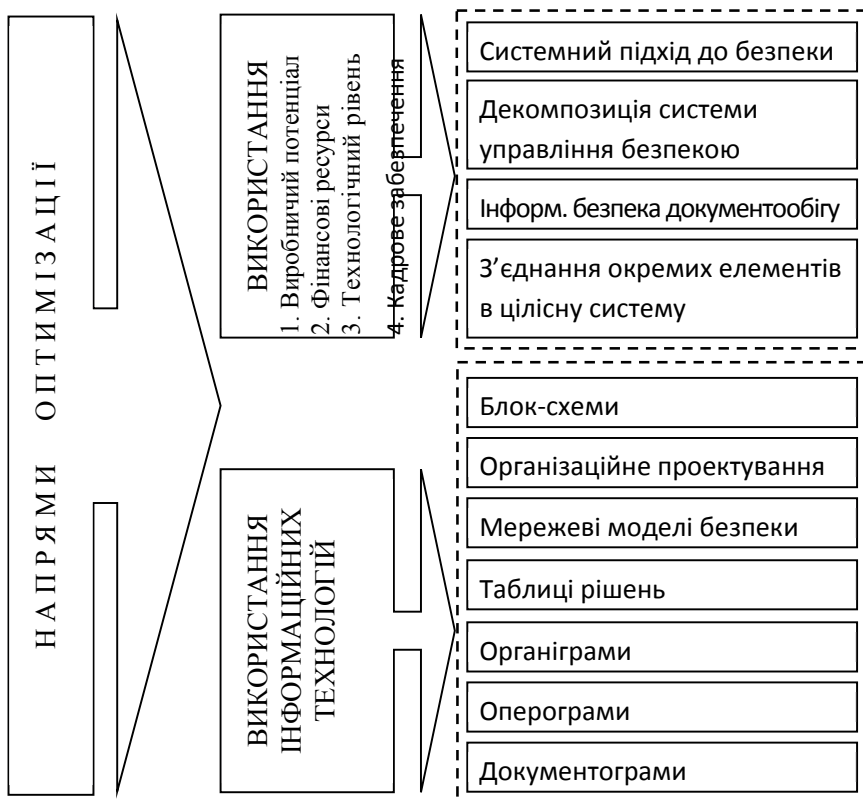 НАПРЯМИ ОПТИМІЗАЦІЇ
ВИКОРИСТАННЯ
1. Виробничий потенціал
2. Фінансові ресурси
3. Технологічний рівень
4. Кадрове забезпечення
Системний підхід до безпеки
Декомпозиція системи
управління безпекою
Інформ. безпека документообігу
З’єднання окремих елементів
в цілісну систему
ВИКОРИСТАННЯ
ІНФОРМАЦІЙНИХ
ТЕХНОЛОГІЙ
Блок-схеми
Організаційне проектування
Мережеві моделі безпеки
Таблиці рішень
Органіграми
Оперограми
Документограми